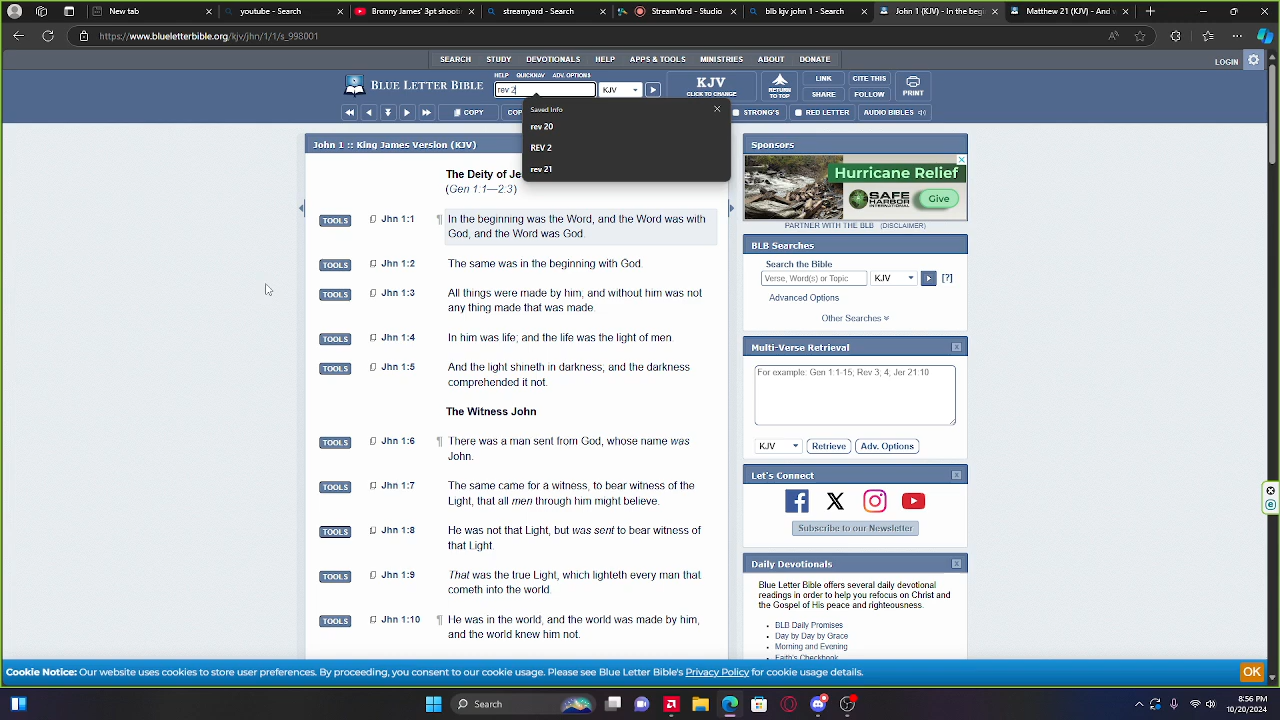 New tab
youtube - Search
Bronny James' 3pt shooti
streamyard - Search
StreamYard - Studio
blb kjv john 1 - Search
John 1 (KJV) - In the beg
Matthew 21 (KJV) - And v
https://www.blueletterbible.org/kjv/jhn/1/1/s_998001
SEARCH STUDY DEVOTIONALS HELP APPS & TOOLS MINISTRIES ABOUT DONATE
LOGIN
HELP QUICKNAV ADV. OPTIONS
BLUE LETTER BIBLE
rev 2
KJV
KJV
CLICK TO CHANGE
RETURN
TO TOP
LINK
CITE THIS
SHARE
FOLLOW
PRINT
COPY
COP
STRONG'S
RED LETTER
AUDIO BIBLES
Saved Info
rev 20
REV 2
rev 21
John 1 :: King James Version (KJV)
The Deity of Je
(Gen 1.1—2.3)
TOOLS Jhn 1:1 ¶ In the beginning was the Word, and the Word was with
God, and the Word was God.
TOOLS Jhn 1:2 The same was in the beginning with God.
TOOLS Jhn 1:3 All things were made by him; and without him was not
any thing made that was made.
TOOLS Jhn 1:4 In him was life; and the life was the light of men.
TOOLS Jhn 1:5 And the light shineth in darkness; and the darkness
comprehended it not.
The Witness John
TOOLS Jhn 1:6 ¶ There was a man sent from God, whose name was
John.
TOOLS Jhn 1:7 The same came for a witness, to bear witness of the
Light, that all men through him might believe.
TOOLS Jhn 1:8 He was not that Light, but was sent to bear witness of
that Light.
TOOLS Jhn 1:9 That was the true Light, which lighteth every man that
cometh into the world.
TOOLS Jhn 1:10 He was in the world, and the world was made by him,
and the world knew him not.
Sponsors
Hurricane Relief
SAFE
HARBOR
INTERNATIONAL
Give
PARTNER WITH THE BLB (DISCLAIMER)
BLB Searches
Search the Bible
Verse, Word(s) or Topic
KJV
[?]
Advanced Options
Other Searches
Multi-Verse Retrieval
For example: Gen 1:1-15; Rev 3, 4; Jer 21:10
KJV
Retrieve
Adv. Options
Let's Connect
Subscribe to our Newsletter
Daily Devotionals
Blue Letter Bible offers several daily devotional
readings in order to help you refocus on Christ and
the Gospel of His peace and righteousness.
• BLB Daily Promises
• Day by Day by Grace
• Morning and Evening
• Faith's Checkbook
Cookie Notice: Our website uses cookies to store user preferences. By proceeding, you consent to our cookie usage. Please see Blue Letter Bible's Privacy Policy for cookie usage details.
OK
Search
8:56 PM
10/20/2024